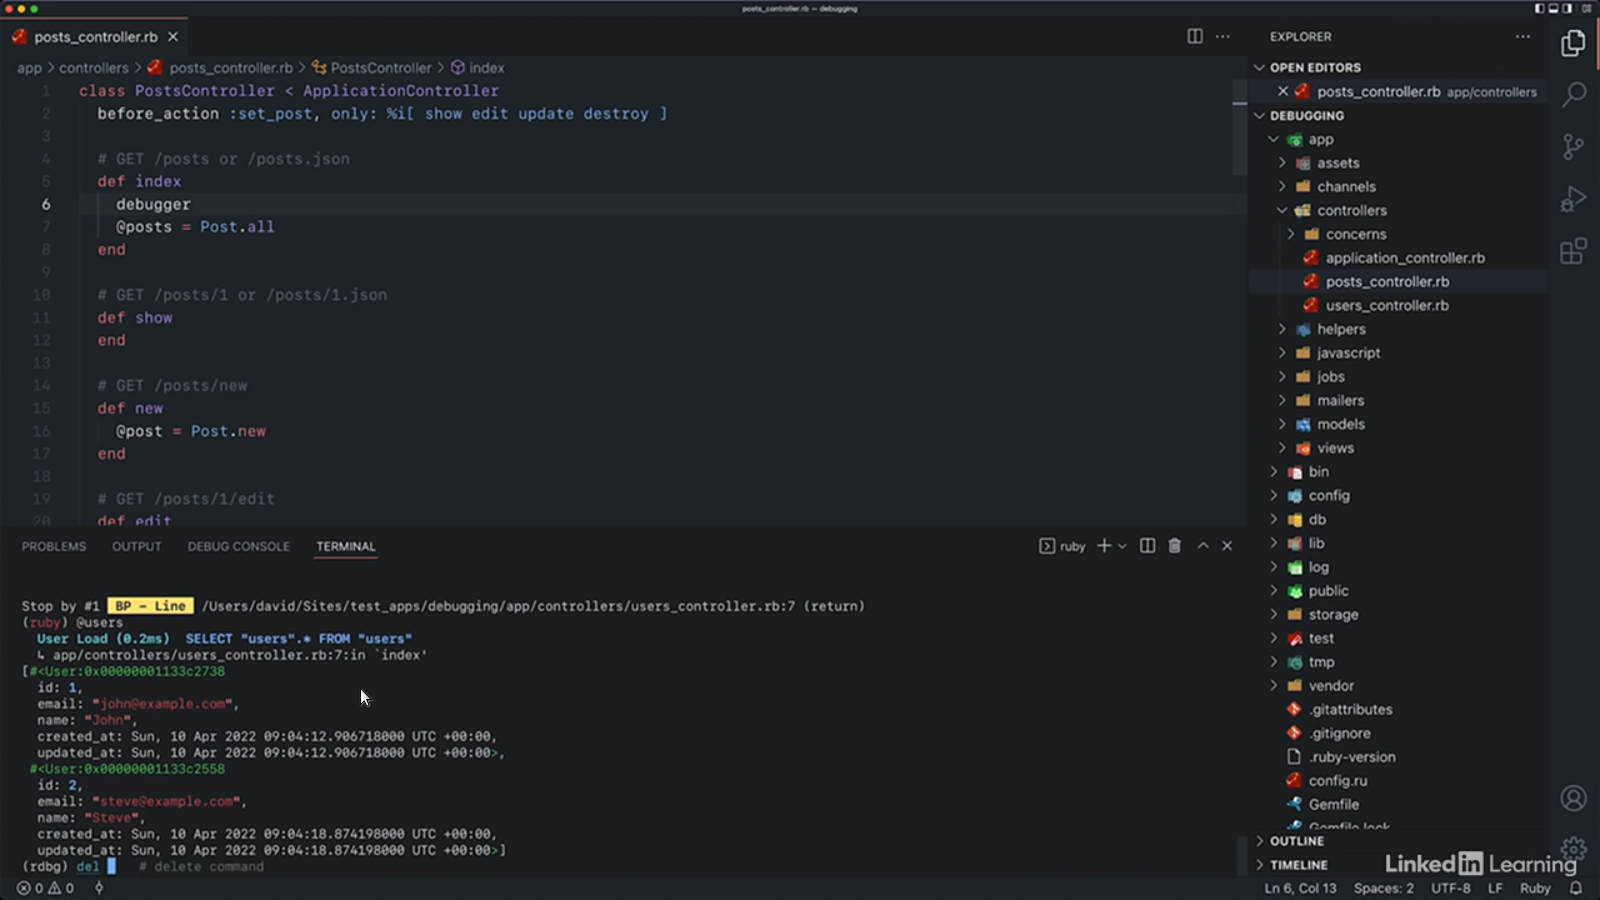 posts_controller.rb — debugging
posts_controller.rb
app > controllers > posts_controller.rb > PostsController > index
1 class PostsController < ApplicationController
2 before_action :set_post, only: %i[ show edit update destroy ]
3
4 # GET /posts or /posts.json
5 def index
6 debugger
7 @posts = Post.all
8 end
9
10 # GET /posts/1 or /posts/1.json
11 def show
12 end
13
14 # GET /posts/new
15 def new
16 @post = Post.new
17 end
18
19 # GET /posts/1/edit
20 def edit
PROBLEMS OUTPUT DEBUG CONSOLE TERMINAL
ruby
Stop by #1 BP - Line /Users/david/Sites/test_apps/debugging/app/controllers/users_controller.rb:7 (return)
(ruby) @users
User Load (0.2ms) SELECT "users".* FROM "users"
↳ app/controllers/users_controller.rb:7:in `index'
[#<User:0x00000001133c2738
id: 1,
email: "john@example.com",
name: "John",
created_at: Sun, 10 Apr 2022 09:04:12.906718000 UTC +00:00,
updated_at: Sun, 10 Apr 2022 09:04:12.906718000 UTC +00:00>,
#<User:0x00000001133c2558
id: 2,
email: "steve@example.com",
name: "Steve",
created_at: Sun, 10 Apr 2022 09:04:18.874198000 UTC +00:00,
updated_at: Sun, 10 Apr 2022 09:04:18.874198000 UTC +00:00>]
(rdbg) del # delete command
EXPLORER
OPEN EDITORS
posts_controller.rb app/controllers
DEBUGGING
app
assets
channels
controllers
concerns
application_controller.rb
posts_controller.rb
users_controller.rb
helpers
javascript
jobs
mailers
models
views
bin
config
db
lib
log
public
storage
test
tmp
vendor
.gitattributes
.gitignore
.ruby-version
config.ru
Gemfile
Gemfile.lock
OUTLINE
TIMELINE
LinkedIn Learning
0 0
Ln 6, Col 13 Spaces: 2 UTF-8 LF Ruby